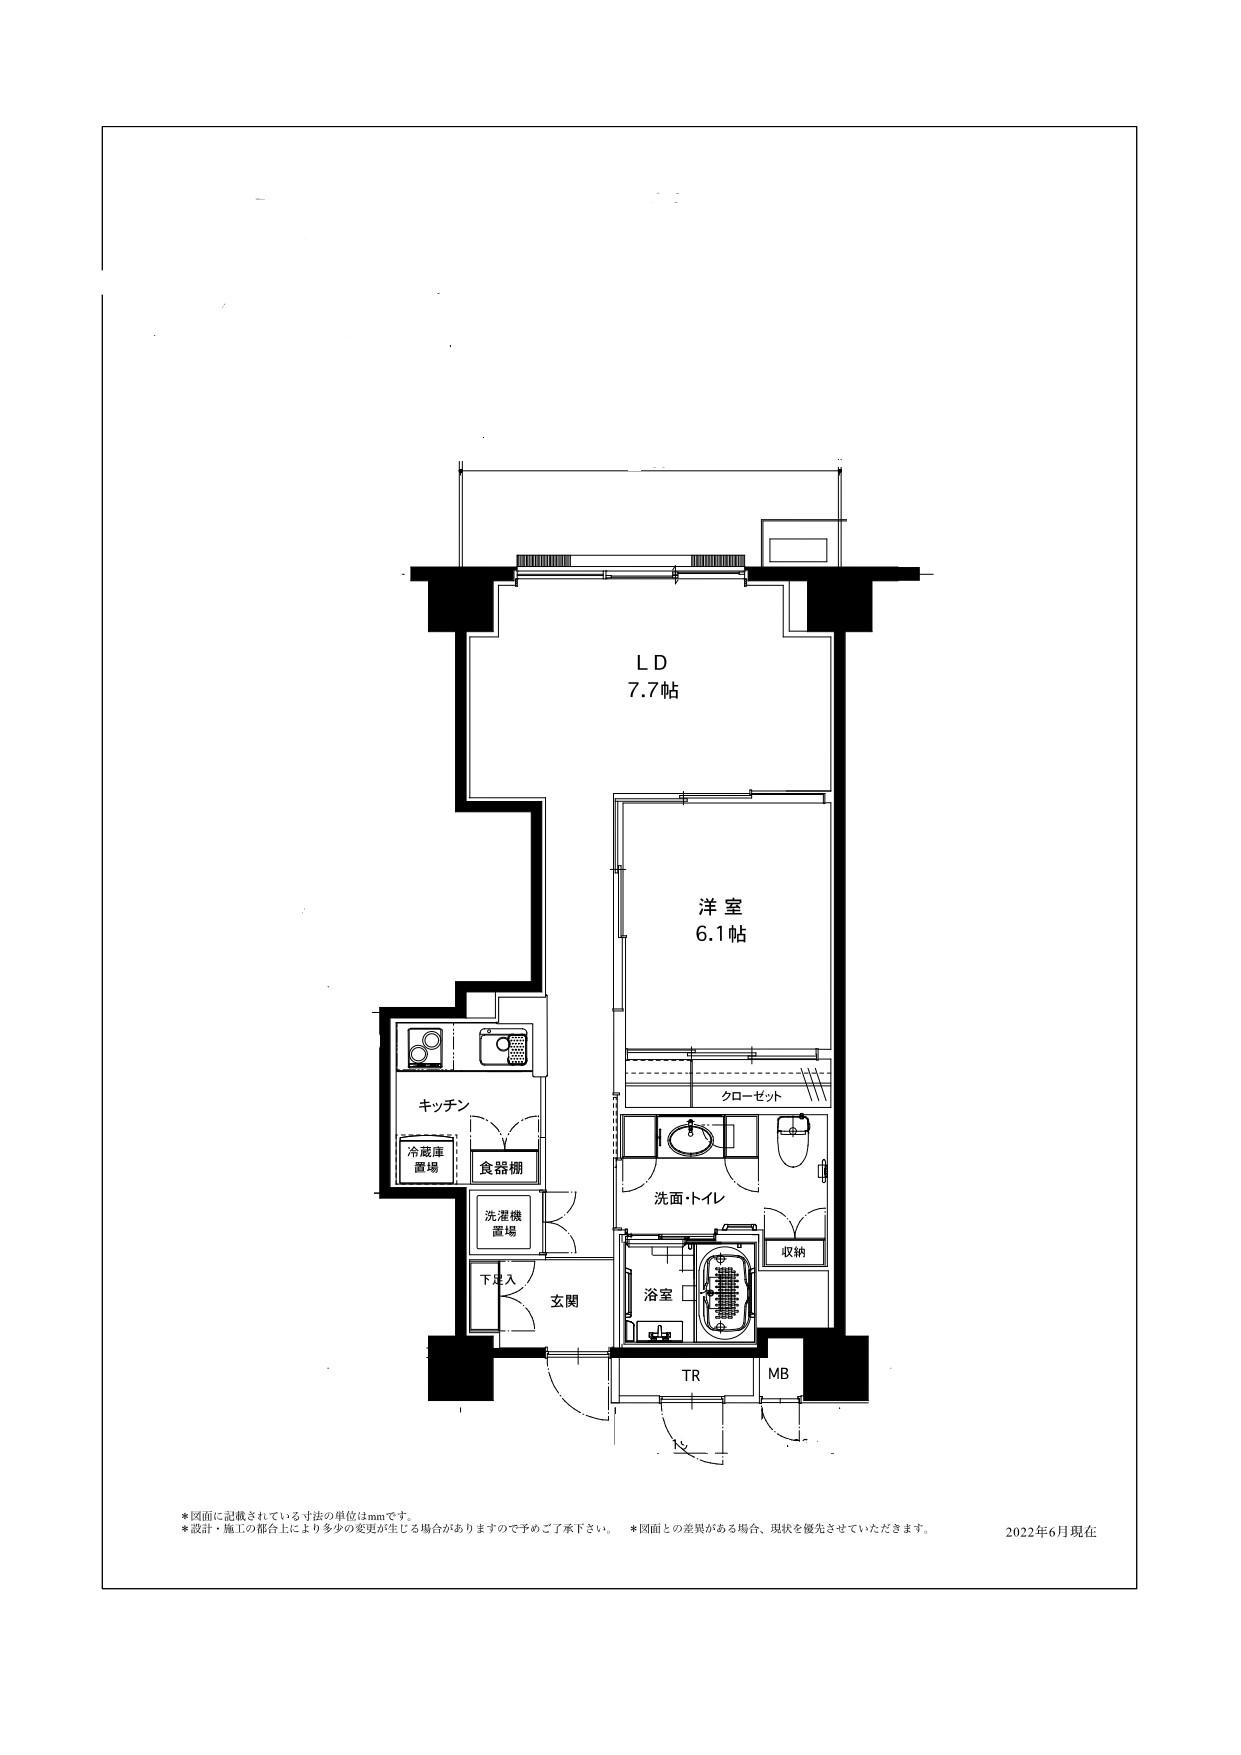 LD
7.7帖
洋室
6.1帖
クローゼット
キッチン
冷蔵庫
置場
食器棚
洗面・トイレ
洗濯機
置場
収納
下足入
玄関
浴室
TR
MB
＊図面に記載されている寸法の単位はmmです。
＊設計・施工の都合上により多少の変更が生じる場合がありますので予めご了承下さい。 ＊図面との差異がある場合、現状を優先させていただきます。
2022年6月現在